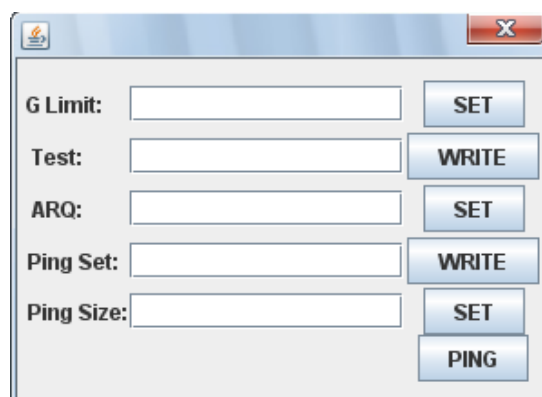 G Limit: SET
Test: WRITE
ARQ: SET
Ping Set: WRITE
Ping Size: SET
PING